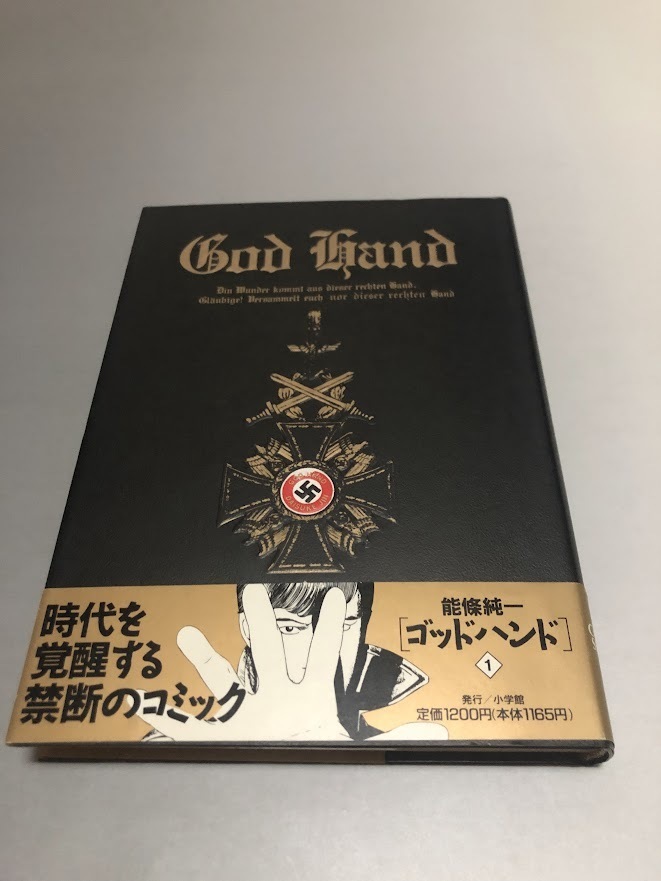 God Hand
Din Wunder kommt aus dieser rechten Hand.
Gläubige! Versammelt euch nor dieser rechten Hand
時代を
覚醒する
禁断のコミック
能條純一
[ゴッドハンド]
1
発行/小学館
定価1200円(本体1165円)